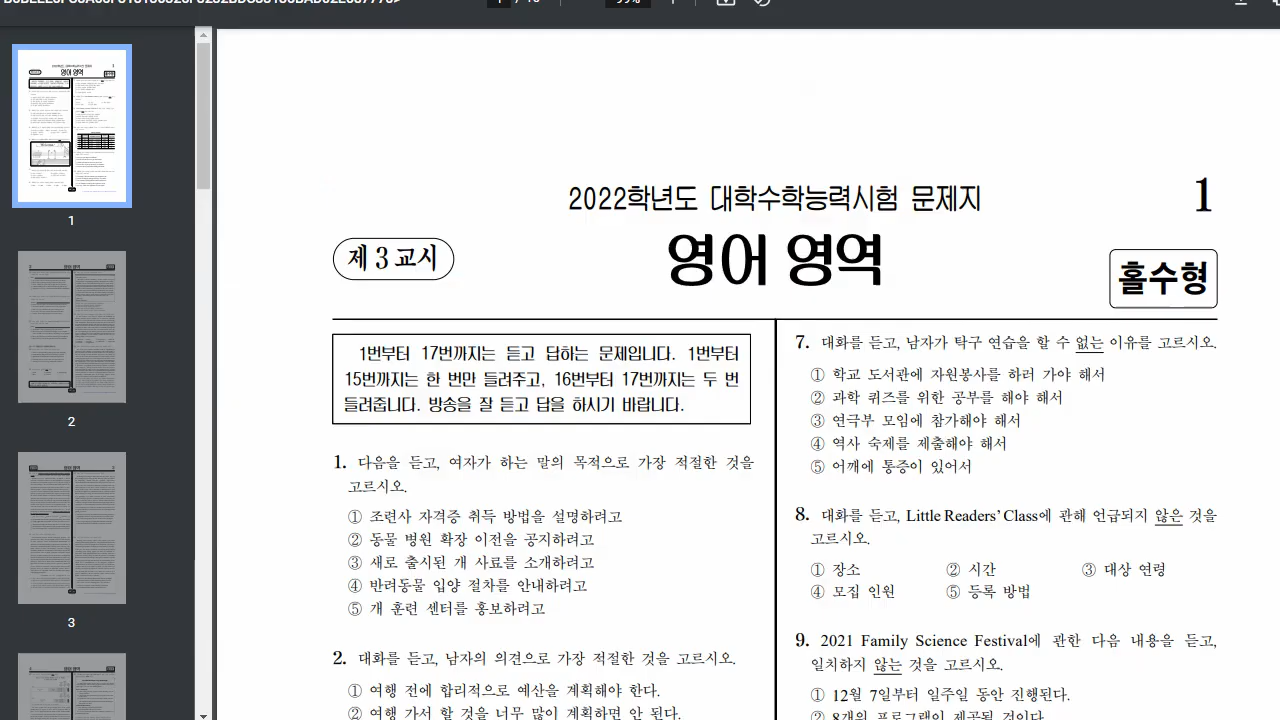 2022학년도 대학수학능력시험 문제지
1
제 3 교시
영어 영역
홀수형
1번부터 17번까지는 듣고 답하는 문제입니다. 1번부터
15번까지는 한 번만 들려주고, 16번부터 17번까지는 두 번
들려줍니다. 방송을 잘 듣고 답을 하시기 바랍니다.
1. 다음을 듣고, 여자가 하는 말의 목적으로 가장 적절한 것을
고르시오.
① 조련사 자격증 취득 방법을 설명하려고
② 동물 병원 확장 이전을 공지하려고
③ 새로 출시된 개 사료를 소개하려고
④ 반려동물 입양 절차를 안내하려고
⑤ 개 훈련 센터를 홍보하려고
2. 대화를 듣고, 남자의 의견으로 가장 적절한 것을 고르시오.
① 여행 전에 합리적으로 예산을 계획해야 한다.
② 여행 가서 할 것을 너무 많이 계획하면 안 된다.
7. 대화를 듣고, 남자가 탁구 연습을 할 수 없는 이유를 고르시오.
① 학교 도서관에 자원봉사를 하러 가야 해서
② 과학 퀴즈를 위한 공부를 해야 해서
③ 연극부 모임에 참가해야 해서
④ 역사 숙제를 제출해야 해서
⑤ 어깨에 통증이 있어서
8. 대화를 듣고, Little Readers' Class에 관해 언급되지 않은 것을
고르시오.
① 장소 ② 시간 ③ 대상 연령
④ 모집 인원 ⑤ 등록 방법
9. 2021 Family Science Festival에 관한 다음 내용을 듣고,
일치하지 않는 것을 고르시오.
① 12월 7일부터 일주일 동안 진행된다.
② 8개의 프로그램이 제공될 것이다.
영어 영역
1
2
3